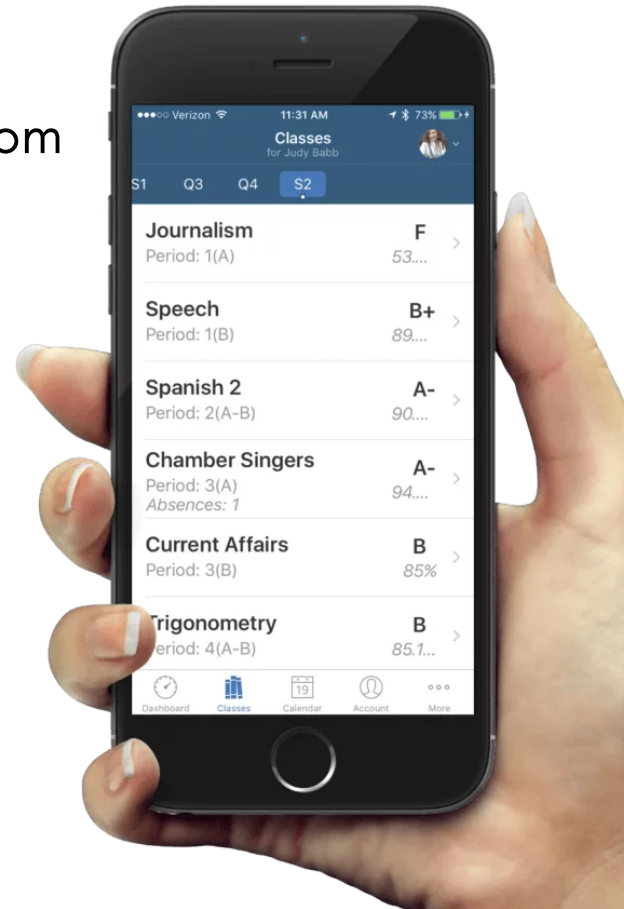 om
Verizon 11:31 AM 73%
Classes
for Judy Babb
S1 Q3 Q4 S2
Journalism F
Period: 1(A) 53....
Speech B+
Period: 1(B) 89....
Spanish 2 A-
Period: 2(A-B) 90....
Chamber Singers A-
Period: 3(A) 94....
Absences: 1
Current Affairs B
Period: 3(B) 85%
Trigonometry B
Period: 4(A-B) 85.1...
19
Dashboard Classes Calendar Account More